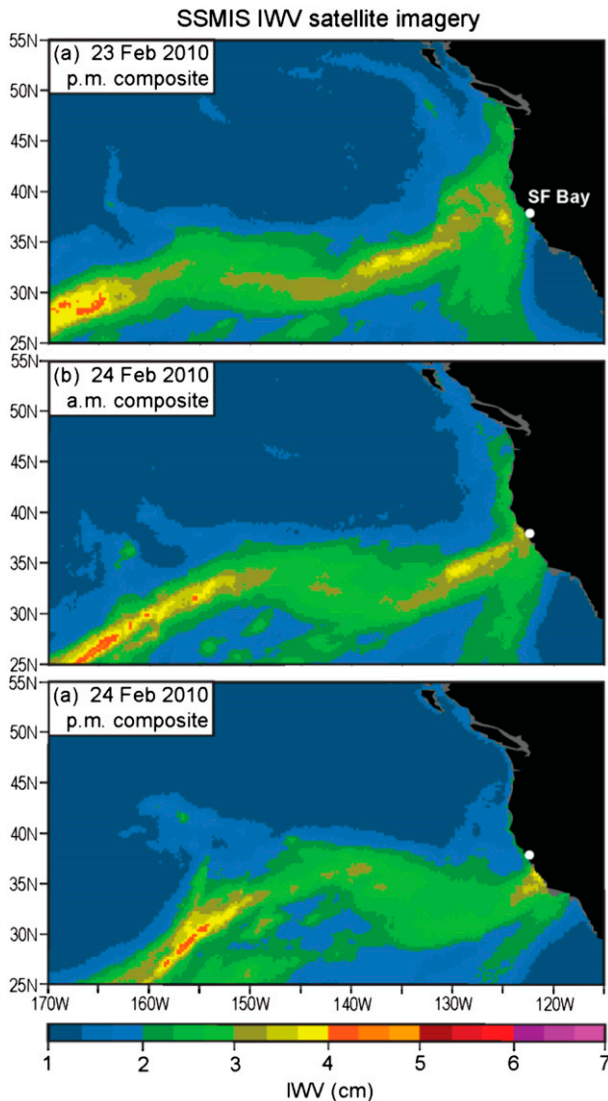 SSMIS IWV satellite imagery
55N
(a) 23 Feb 2010
p.m. composite
50N
45N
40N
SF Bay
35N
30N
25N
(b) 24 Feb 2010
a.m. composite
50N
45N
40N
35N
30N
25N
55N
(a) 24 Feb 2010
p.m. composite
50N
45N
40N
35N
30N
25N
170W 160W 150W 140W 130W 120W
1 2 3 4 5 6 7
IWV (cm)